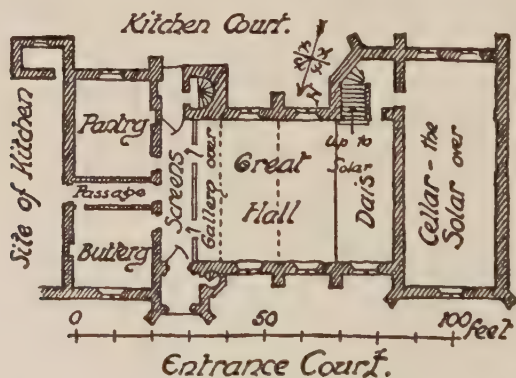 Kitchen Court.
Site of Kitchen
Pantry
Passage
Buttery
Screens
Gallery over
Great
Hall
Up to
Solar
Dais
Cellar - the
Solar over
0 50 100 feet
Entrance Court.